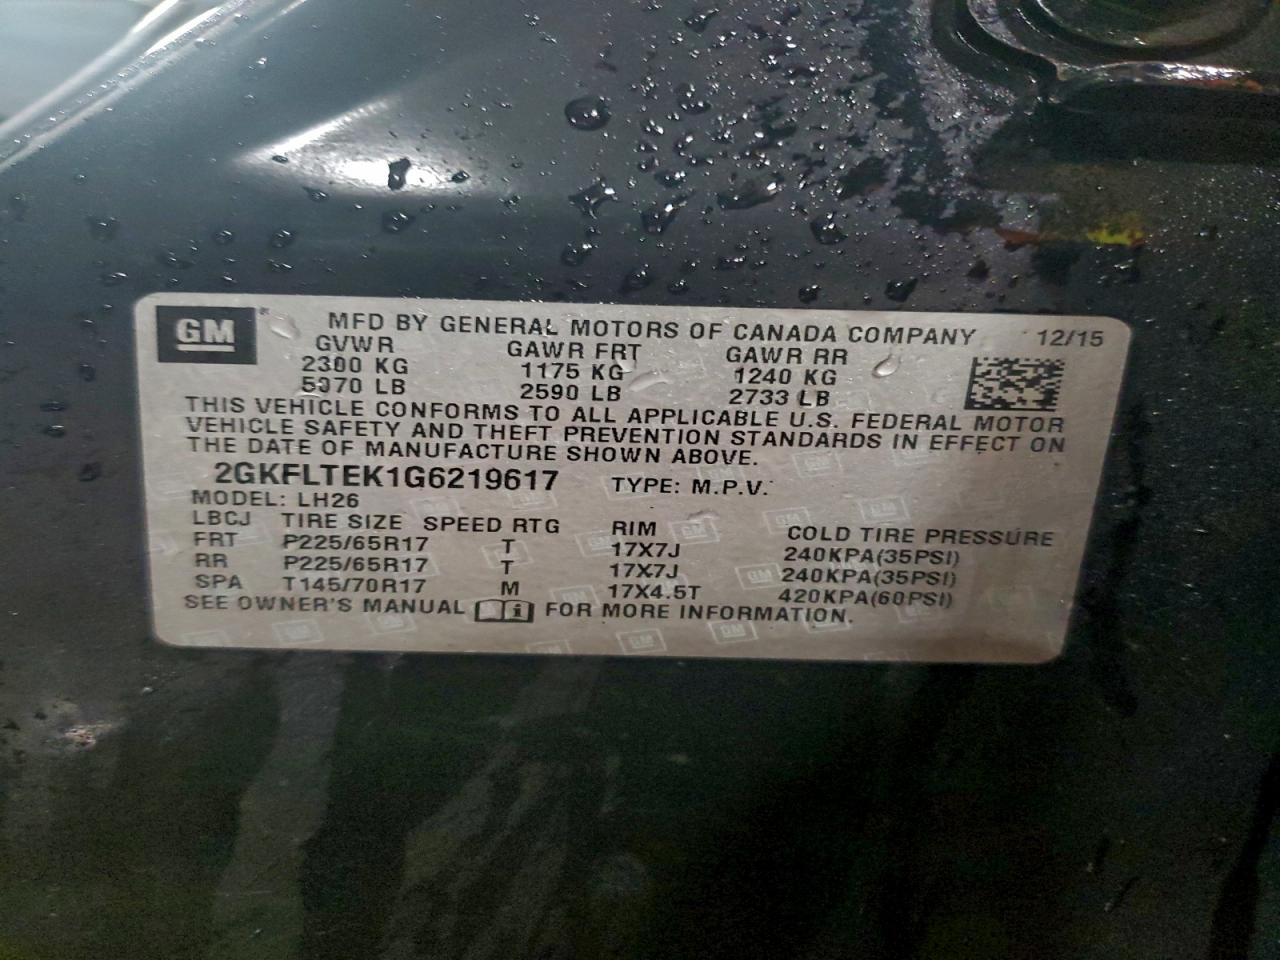 GM MFD BY GENERAL MOTORS OF CANADA COMPANY 12/15
GVWR GAWR FRT GAWR RR
2300 KG 1175 KG 1240 KG
5070 LB 2590 LB 2733 LB
THIS VEHICLE CONFORMS TO ALL APPLICABLE U.S. FEDERAL MOTOR
VEHICLE SAFETY AND THEFT PREVENTION STANDARDS IN EFFECT ON
THE DATE OF MANUFACTURE SHOWN ABOVE.
2GKFLTEK1G6219617 TYPE: M.P.V.
MODEL: LH26
LBCJ TIRE SIZE SPEED RTG RIM COLD TIRE PRESSURE
FRT P225/65R17 T 17X7J 240KPA(35PSI)
RR P225/65R17 T 17X7J 240KPA(35PSI)
SPA T145/70R17 M 17X4.5T 420KPA(60PSI)
SEE OWNER'S MANUAL FOR MORE INFORMATION.